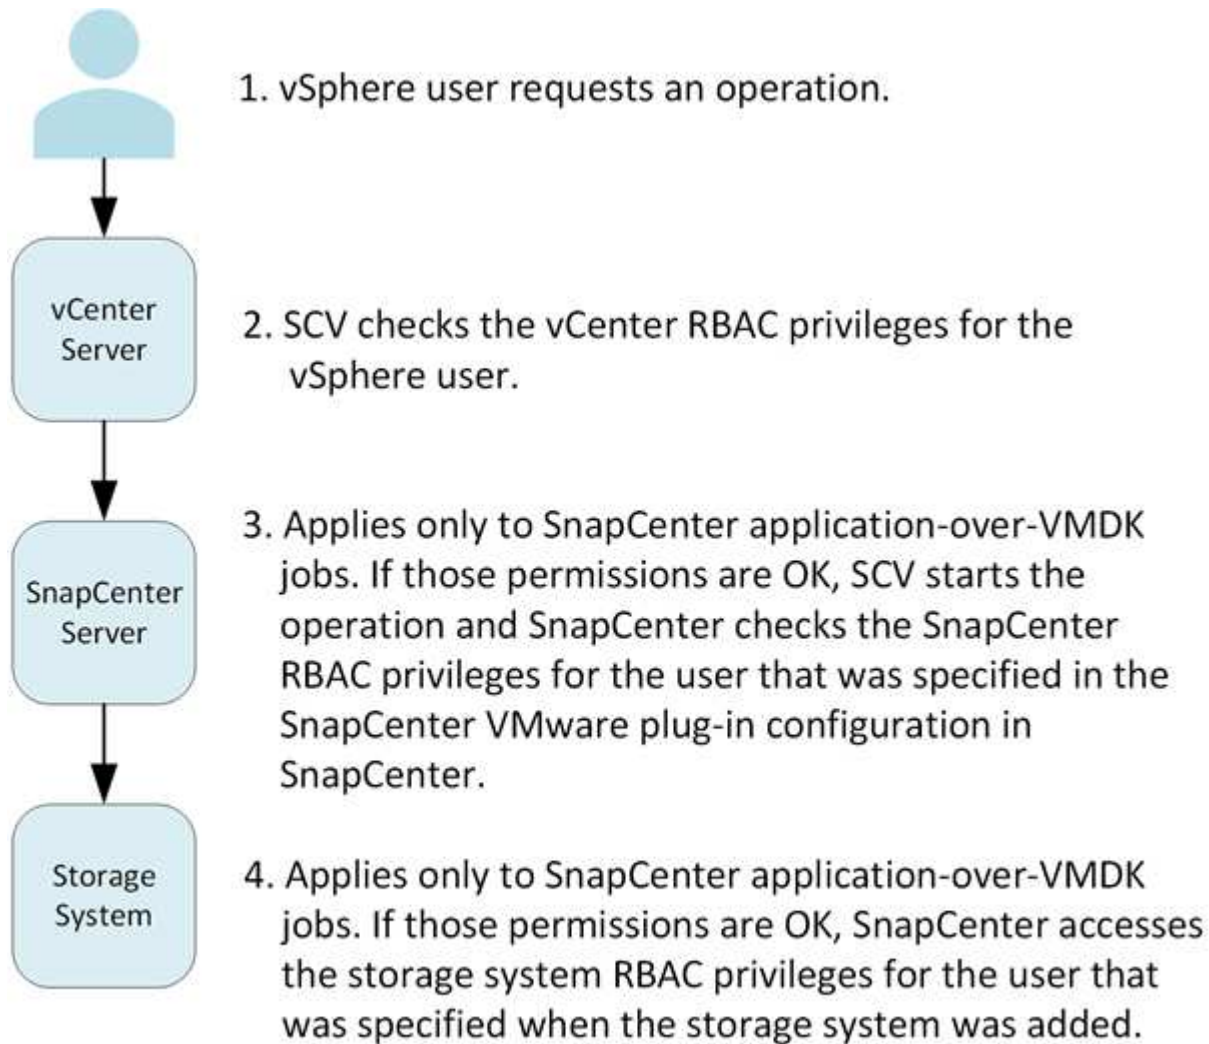 1. vSphere user requests an operation.
vCenter
Server
2. SCV checks the vCenter RBAC privileges for the
vSphere user.
SnapCenter
Server
3. Applies only to SnapCenter application-over-VMDK
jobs. If those permissions are OK, SCV starts the
operation and SnapCenter checks the SnapCenter
RBAC privileges for the user that was specified in the
SnapCenter VMware plug-in configuration in
SnapCenter.
Storage
System
4. Applies only to SnapCenter application-over-VMDK
jobs. If those permissions are OK, SnapCenter accesses
the storage system RBAC privileges for the user that
was specified when the storage system was added.